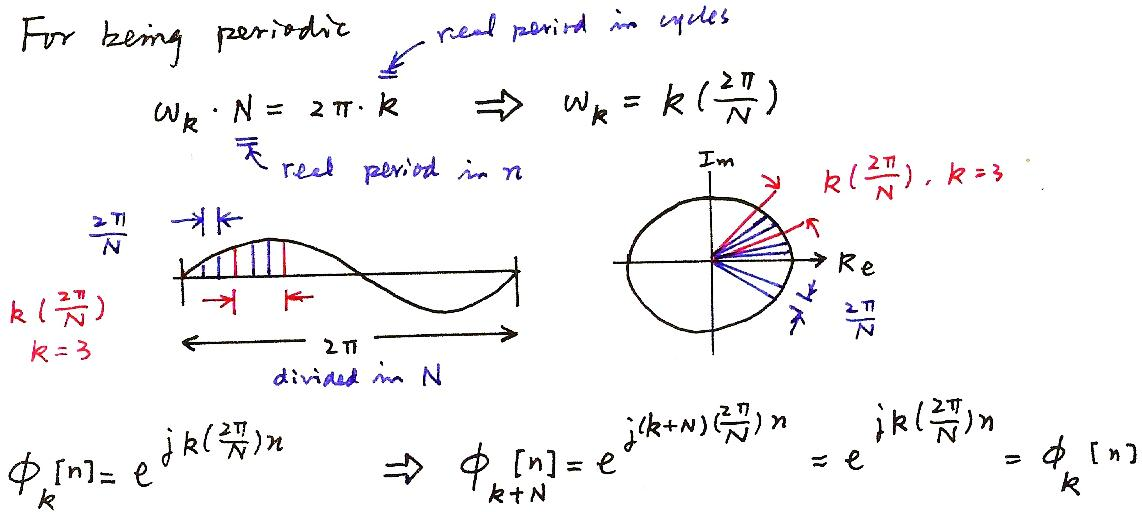 For being periodic
real period in cycles
ω_k · N = 2π · k ⇒ ω_k = k(2π/N)
real period in n
Im
k(2π/N), k=3
2π/N
Re
k(2π/N)
k=3
2π/N
2π
divided in N
ϕ_k[n] = e^{jk(2π/N)n} ⇒ ϕ_{k+N}[n] = e^{j(k+N)(2π/N)n} = e^{jk(2π/N)n} = ϕ_k[n]